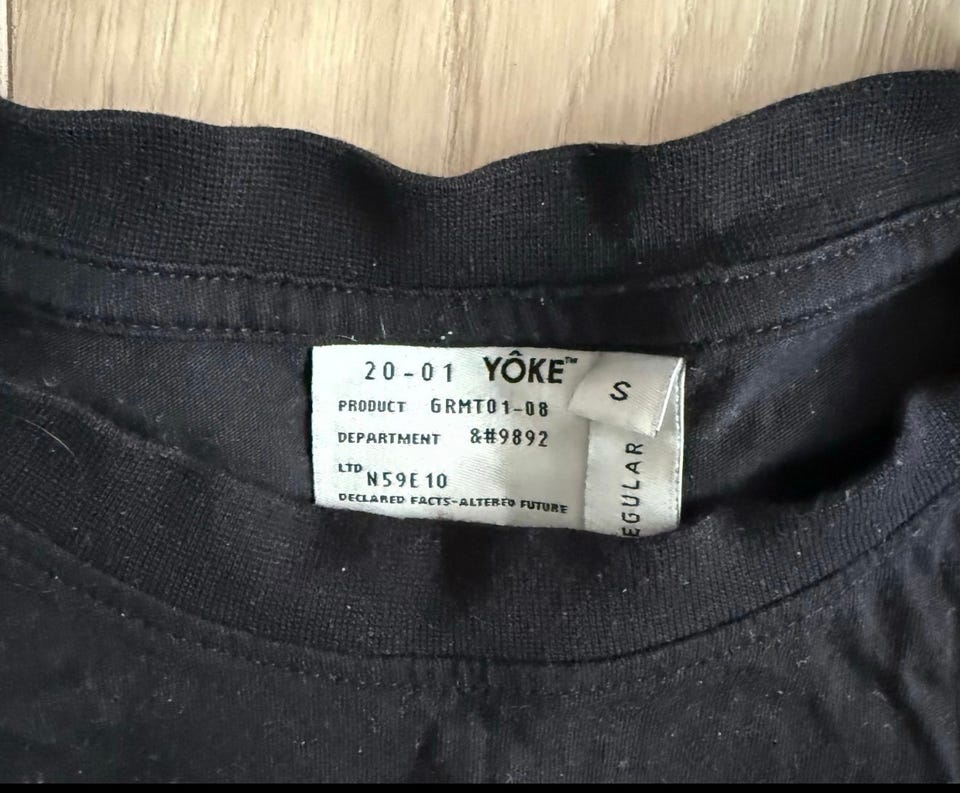 20-01 YÔKE™
PRODUCT GRMT01-08
DEPARTMENT &#9892
LTD N59E10
DECLARED FACTS-ALTERED FUTURE
S
EGULAR